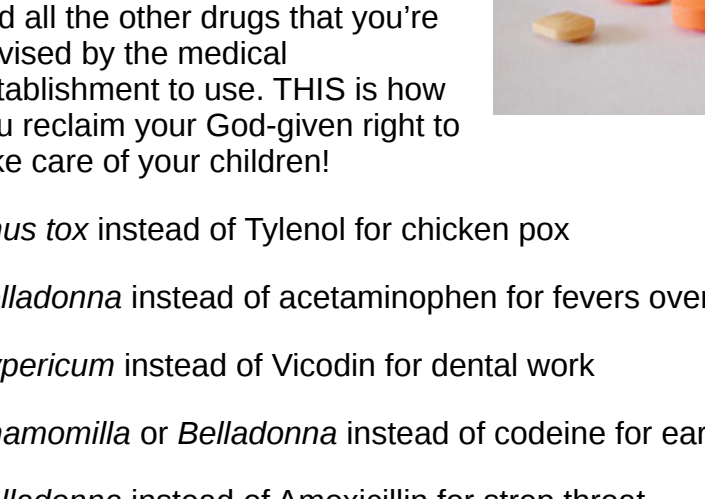 d all the other drugs that you’re
vised by the medical
tablishment to use. THIS is how
u reclaim your God-given right to
ke care of your children!
us tox instead of Tylenol for chicken pox
lladonna instead of acetaminophen for fevers over
pericum instead of Vicodin for dental work
amomilla or Belladonna instead of codeine for ear
lladonna instead of Amoxicillin for strep throat